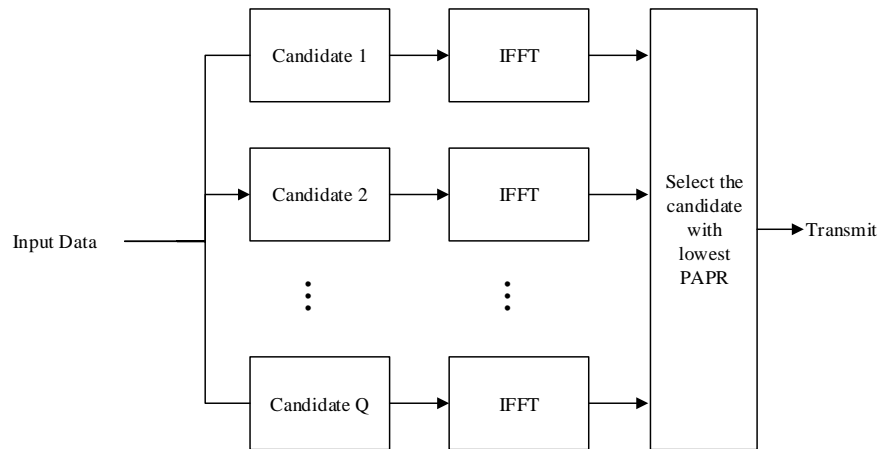 Candidate 1
IFFT
Candidate 2
IFFT
Select the
candidate
with
lowest
PAPR
Transmit
Input Data
Candidate Q
IFFT